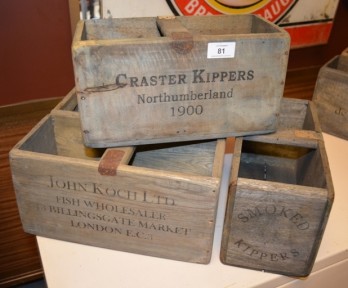 81
CRASTER KIPPERS
Northumberland
1900
JOHN KOCH LTD.
FISH WHOLESALER
BILLINGSGATE MARKET
LONDON E.C.
SMOKED
KIPPERS